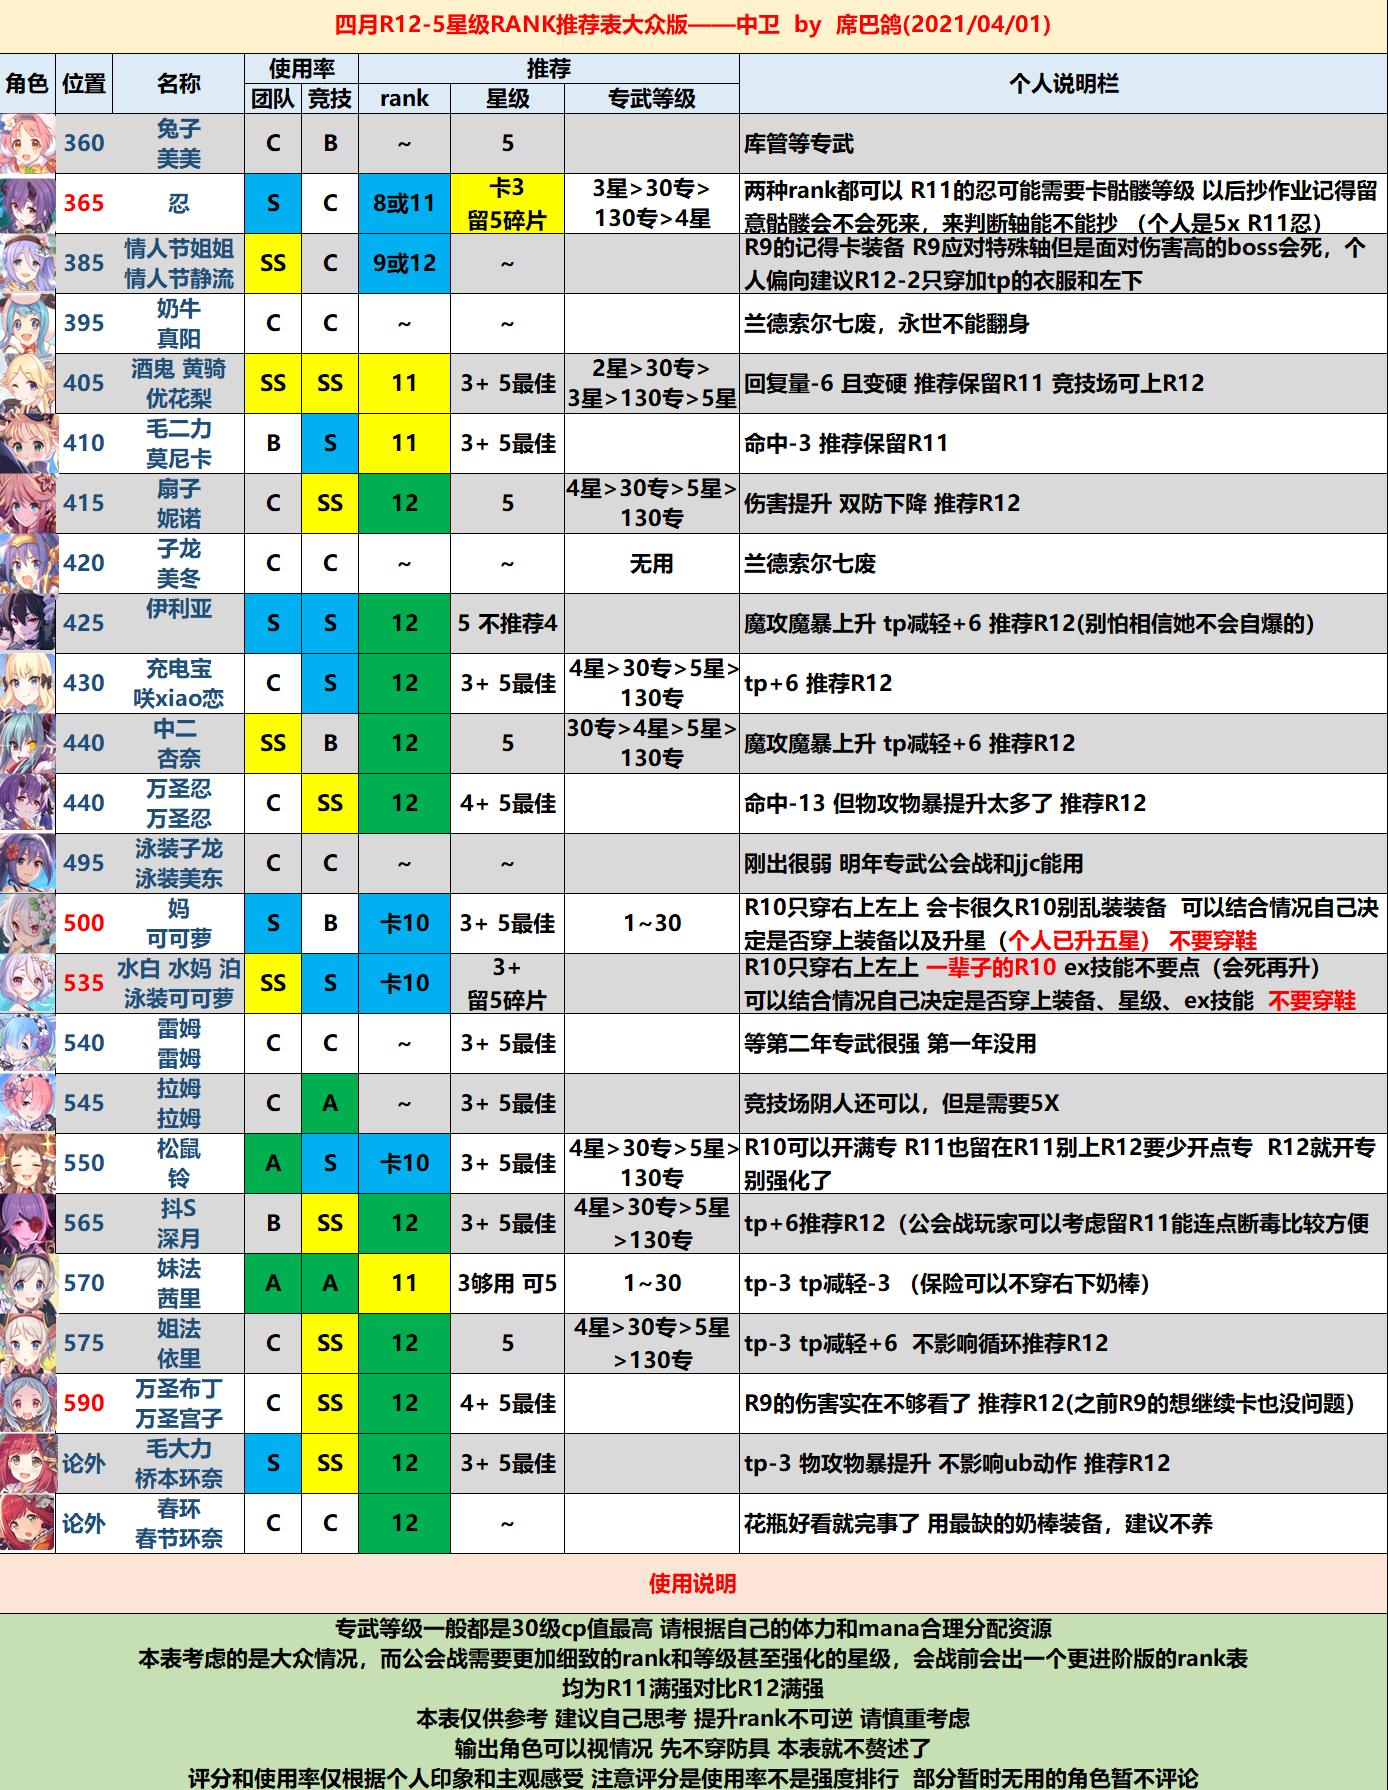 四月R12-5星级RANK推荐表大众版——中卫 by 席巴鸽(2021/04/01)
角色 位置 名称 使用率 推荐 个人说明栏
团队 竞技 rank 星级 专武等级
360 兔子 C B ~ 5 库管等专武
美美
365 忍 S C 8或11 卡3 3星>30专> 两种rank都可以 R11的忍可能需要卡骷髅等级 以后抄作业记得留
留5碎片 130专>4星 意骷髅会不会死来，来判断轴能不能抄 （个人是5x R11忍）
385 情人节姐姐 SS C 9或12 ~ R9的记得卡装备 R9应对特殊轴但是面对伤害高的boss会死，个
情人节静流 人偏向建议R12-2只穿加tp的衣服和左下
395 奶牛 C C ~ ~ 兰德索尔七废，永世不能翻身
真阳
405 酒鬼 黄骑 SS SS 11 3+ 5最佳 2星>30专> 回复量-6 且变硬 推荐保留R11 竞技场可上R12
优花梨 3星>130专>5星
410 毛二力 B S 11 3+ 5最佳 命中-3 推荐保留R11
莫尼卡
415 扇子 C SS 12 5 4星>30专>5星> 伤害提升 双防下降 推荐R12
妮诺 130专
420 子龙 C C ~ ~ 无用 兰德索尔七废
美冬
425 伊利亚 S S 12 5 不推荐4 魔攻魔暴上升 tp减轻+6 推荐R12(别怕相信她不会自爆的)
430 充电宝 C S 12 3+ 5最佳 4星>30专>5星> tp+6 推荐R12
咲xiao恋 130专
440 中二 SS B 12 5 30专>4星>5星> 魔攻魔暴上升 tp减轻+6 推荐R12
杏奈 130专
440 万圣忍 C SS 12 4+ 5最佳 命中-13 但物攻物暴提升太多了 推荐R12
万圣忍
495 泳装子龙 C C ~ ~ 刚出很弱 明年专武公会战和jjc能用
泳装美东
500 妈 S B 卡10 3+ 5最佳 1~30 R10只穿右上左上 会卡很久R10别乱装装备 可以结合情况自己决
可可萝 定是否穿上装备以及升星（个人已升五星） 不要穿鞋
535 水白 水妈 泊 SS S 卡10 3+ R10只穿右上左上 一辈子的R10 ex技能不要点（会死再升）
泳装可可萝 留5碎片 可以结合情况自己决定是否穿上装备、星级、ex技能 不要穿鞋
540 雷姆 C C ~ 3+ 5最佳 等第二年专武很强 第一年没用
雷姆
545 拉姆 C A ~ 3+ 5最佳 竞技场阴人还可以，但是需要5X
拉姆
550 松鼠 A S 卡10 3+ 5最佳 4星>30专>5星> R10可以开满专 R11也留在R11别上R12要少开点专 R12就开专
铃 130专 别强化了
565 抖S B SS 12 3+ 5最佳 4星>30专>5星 tp+6推荐R12（公会战玩家可以考虑留R11能连点断毒比较方便
深月 >130专
570 妹法 A A 11 3够用 可5 1~30 tp-3 tp减轻-3 （保险可以不穿右下奶棒）
茜里
575 姐法 C SS 12 5 4星>30专>5星 tp-3 tp减轻+6 不影响循环推荐R12
依里 >130专
590 万圣布丁 C SS 12 4+ 5最佳 R9的伤害实在不够看了 推荐R12(之前R9的想继续卡也没问题)
万圣宫子
论外 毛大力 S SS 12 3+ 5最佳 tp-3 物攻物暴提升 不影响ub动作 推荐R12
桥本环奈
论外 春环 C C 12 ~ 花瓶好看就完事了 用最缺的奶棒装备，建议不养
春节环奈
使用说明
专武等级一般都是30级cp值最高 请根据自己的体力和mana合理分配资源
本表考虑的是大众情况，而公会战需要更加细致的rank和等级甚至强化的星级，会战前会出一个更进阶版的rank表
均为R11满强对比R12满强
本表仅供参考 建议自己思考 提升rank不可逆 请慎重考虑
输出角色可以视情况 先不穿防具 本表就不赘述了
评分和使用率仅根据个人印象和主观感受 注意评分是使用率不是强度排行 部分暂时无用的角色暂不评论